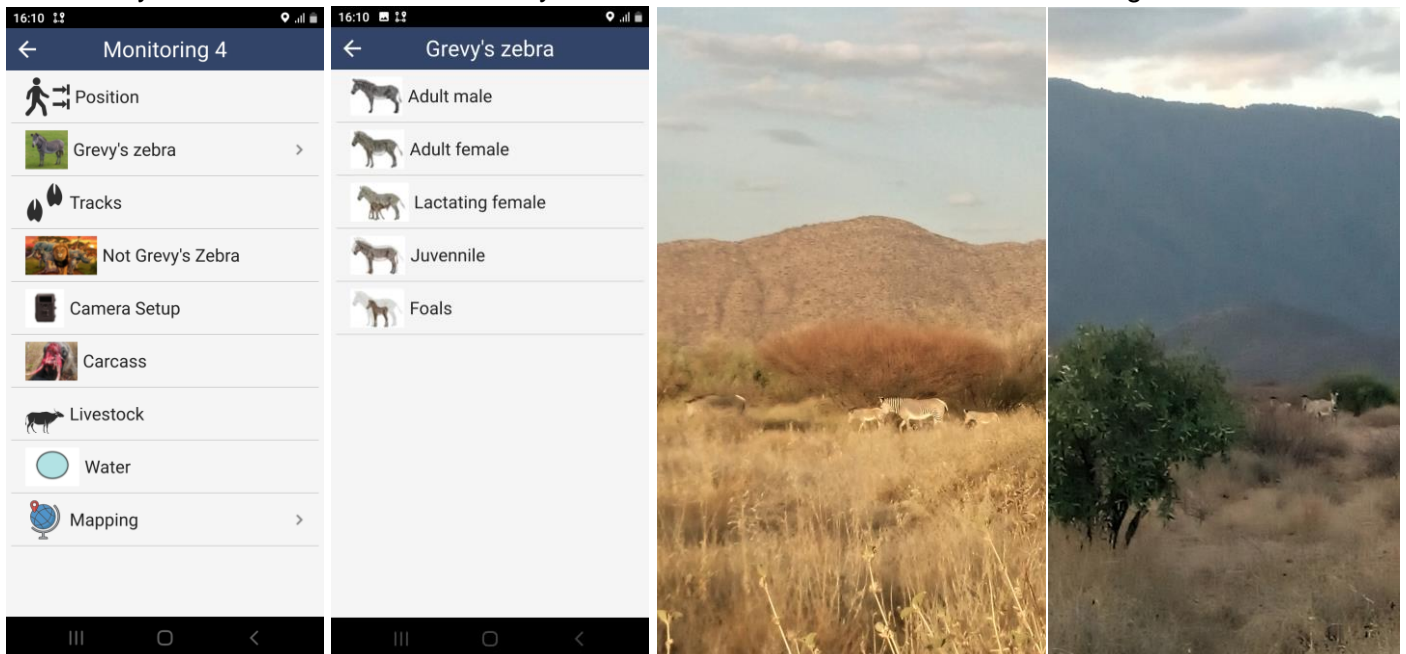 16:10
Monitoring 4
Position
Grevy's zebra
Tracks
Not Grevy's Zebra
Camera Setup
Carcass
Livestock
Water
Mapping
16:10
Grevy's zebra
Adult male
Adult female
Lactating female
Juvennile
Foals